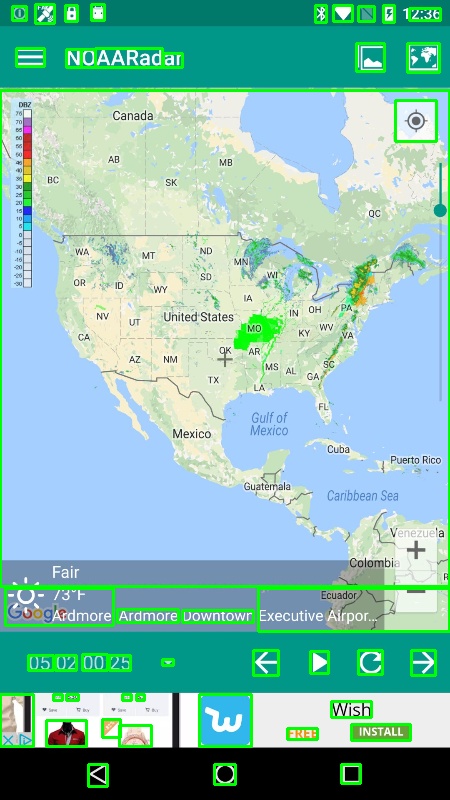 12:36
NOAARadar
DBZ
75
70
65
60
55
50
45
40
35
30
25
20
15
10
5
0
-5
-10
-15
-20
-25
-30
Canada
AB
MB
BC
SK
QC
WA
MT
ND
MN
OR
ID
WY
SD
WI
IA
NV
UT
United States
IN
OH
PA
CA
MO
KY
WV
VA
AZ
NM
OK
AR
TX
MS
AL
SC
GA
LA
FL
Gulf of
Mexico
Mexico
Cuba
Puerto Rico
Guatemala
Caribbean Sea
Venezuela
Colombia
Ecuador
Fair
73°F
Google
Ardmore Ardmore Downtown Executive Airpor...
05 02 00 25
Save
Buy
Save
Buy
Wish
FREE
INSTALL